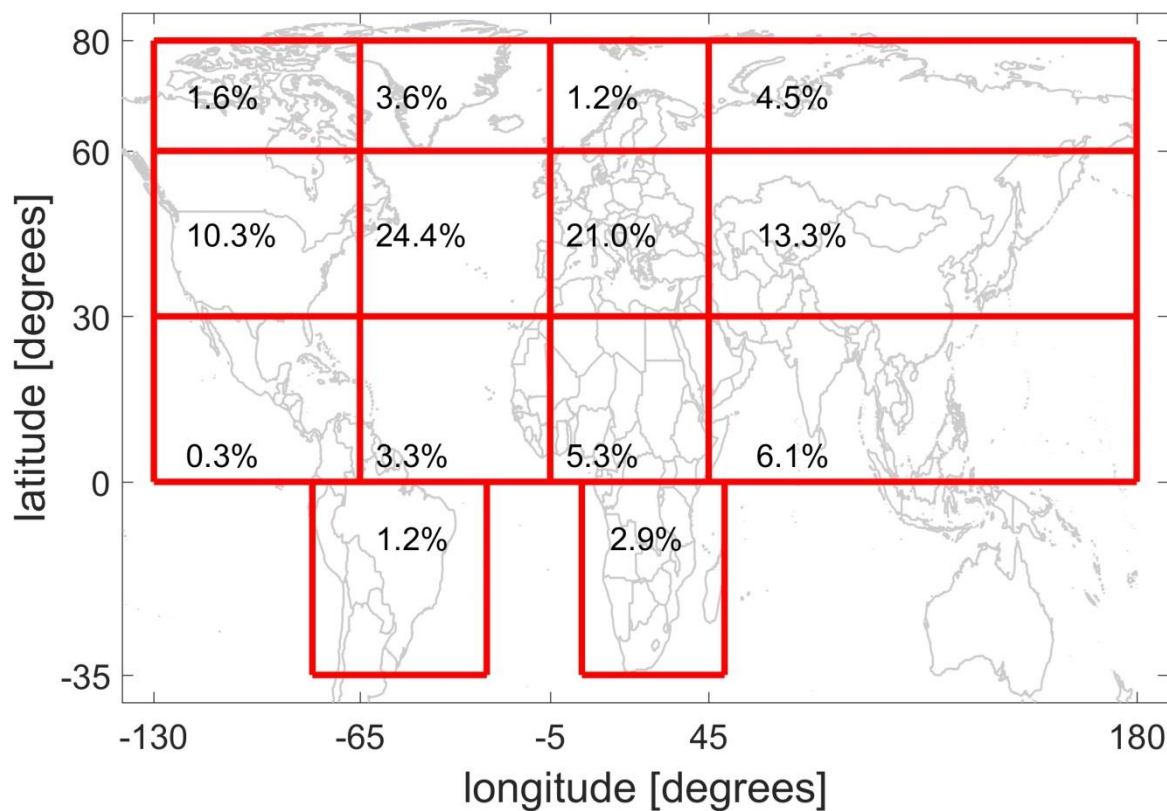 80
1.6% 3.6% 1.2% 4.5%
60
10.3% 24.4% 21.0% 13.3%
30
0.3% 3.3% 5.3% 6.1%
0
1.2% 2.9%
-35
-130 -65 -5 45 180
longitude [degrees]
latitude [degrees]